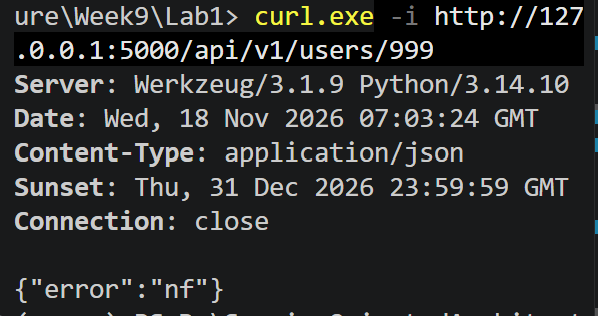 ure\Week9\Lab1> curl.exe -i http://127
.0.0.1:5000/api/v1/users/999
Server: Werkzeug/3.1.9 Python/3.14.10
Date: Wed, 18 Nov 2026 07:03:24 GMT
Content-Type: application/json
Sunset: Thu, 31 Dec 2026 23:59:59 GMT
Connection: close
{"error":"nf"}